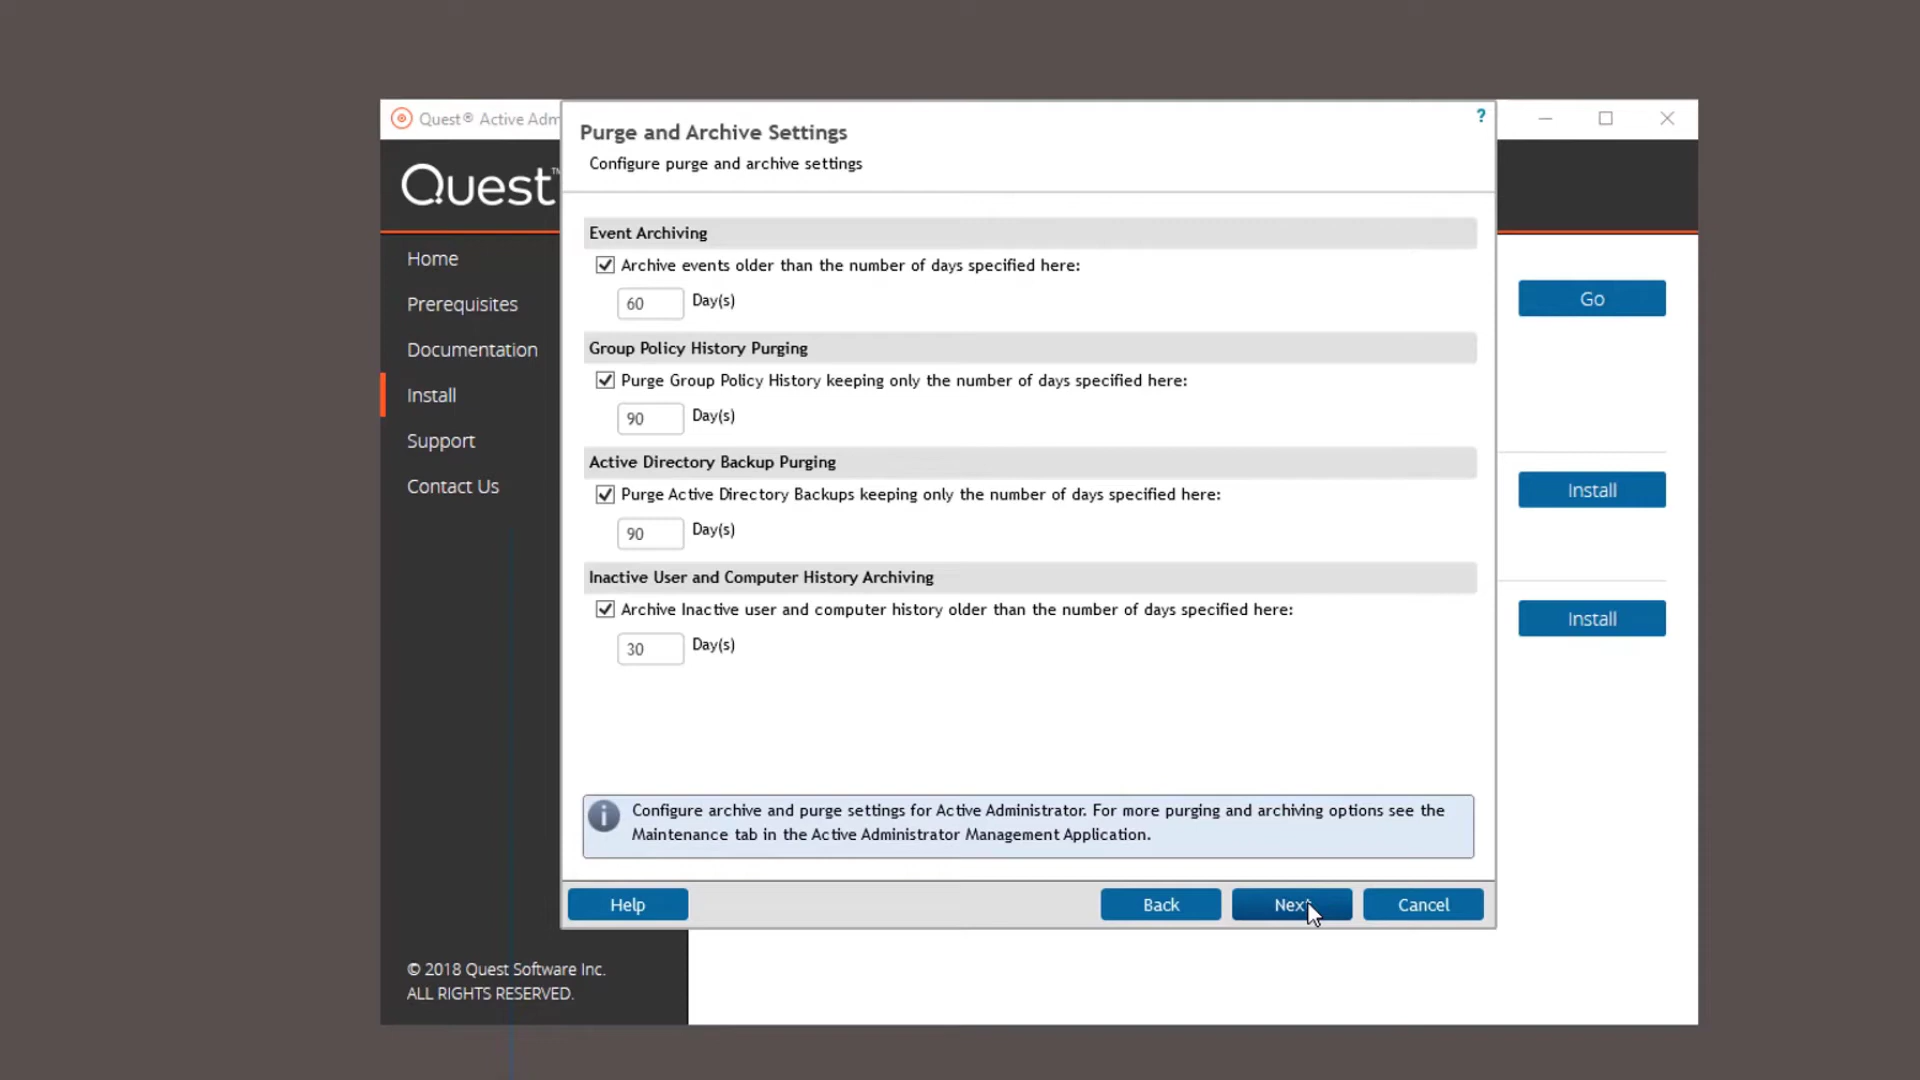 Quest® Active Adm
Quest™
Home
Prerequisites
Documentation
Install
Support
Contact Us
© 2018 Quest Software Inc.
ALL RIGHTS RESERVED.
?
Purge and Archive Settings
Configure purge and archive settings
Event Archiving
Archive events older than the number of days specified here:
60 Day(s)
Group Policy History Purging
Purge Group Policy History keeping only the number of days specified here:
90 Day(s)
Active Directory Backup Purging
Purge Active Directory Backups keeping only the number of days specified here:
90 Day(s)
Inactive User and Computer History Archiving
Archive Inactive user and computer history older than the number of days specified here:
30 Day(s)
i Configure archive and purge settings for Active Administrator. For more purging and archiving options see the
Maintenance tab in the Active Administrator Management Application.
Help Back Next Cancel
Go
Install
Install